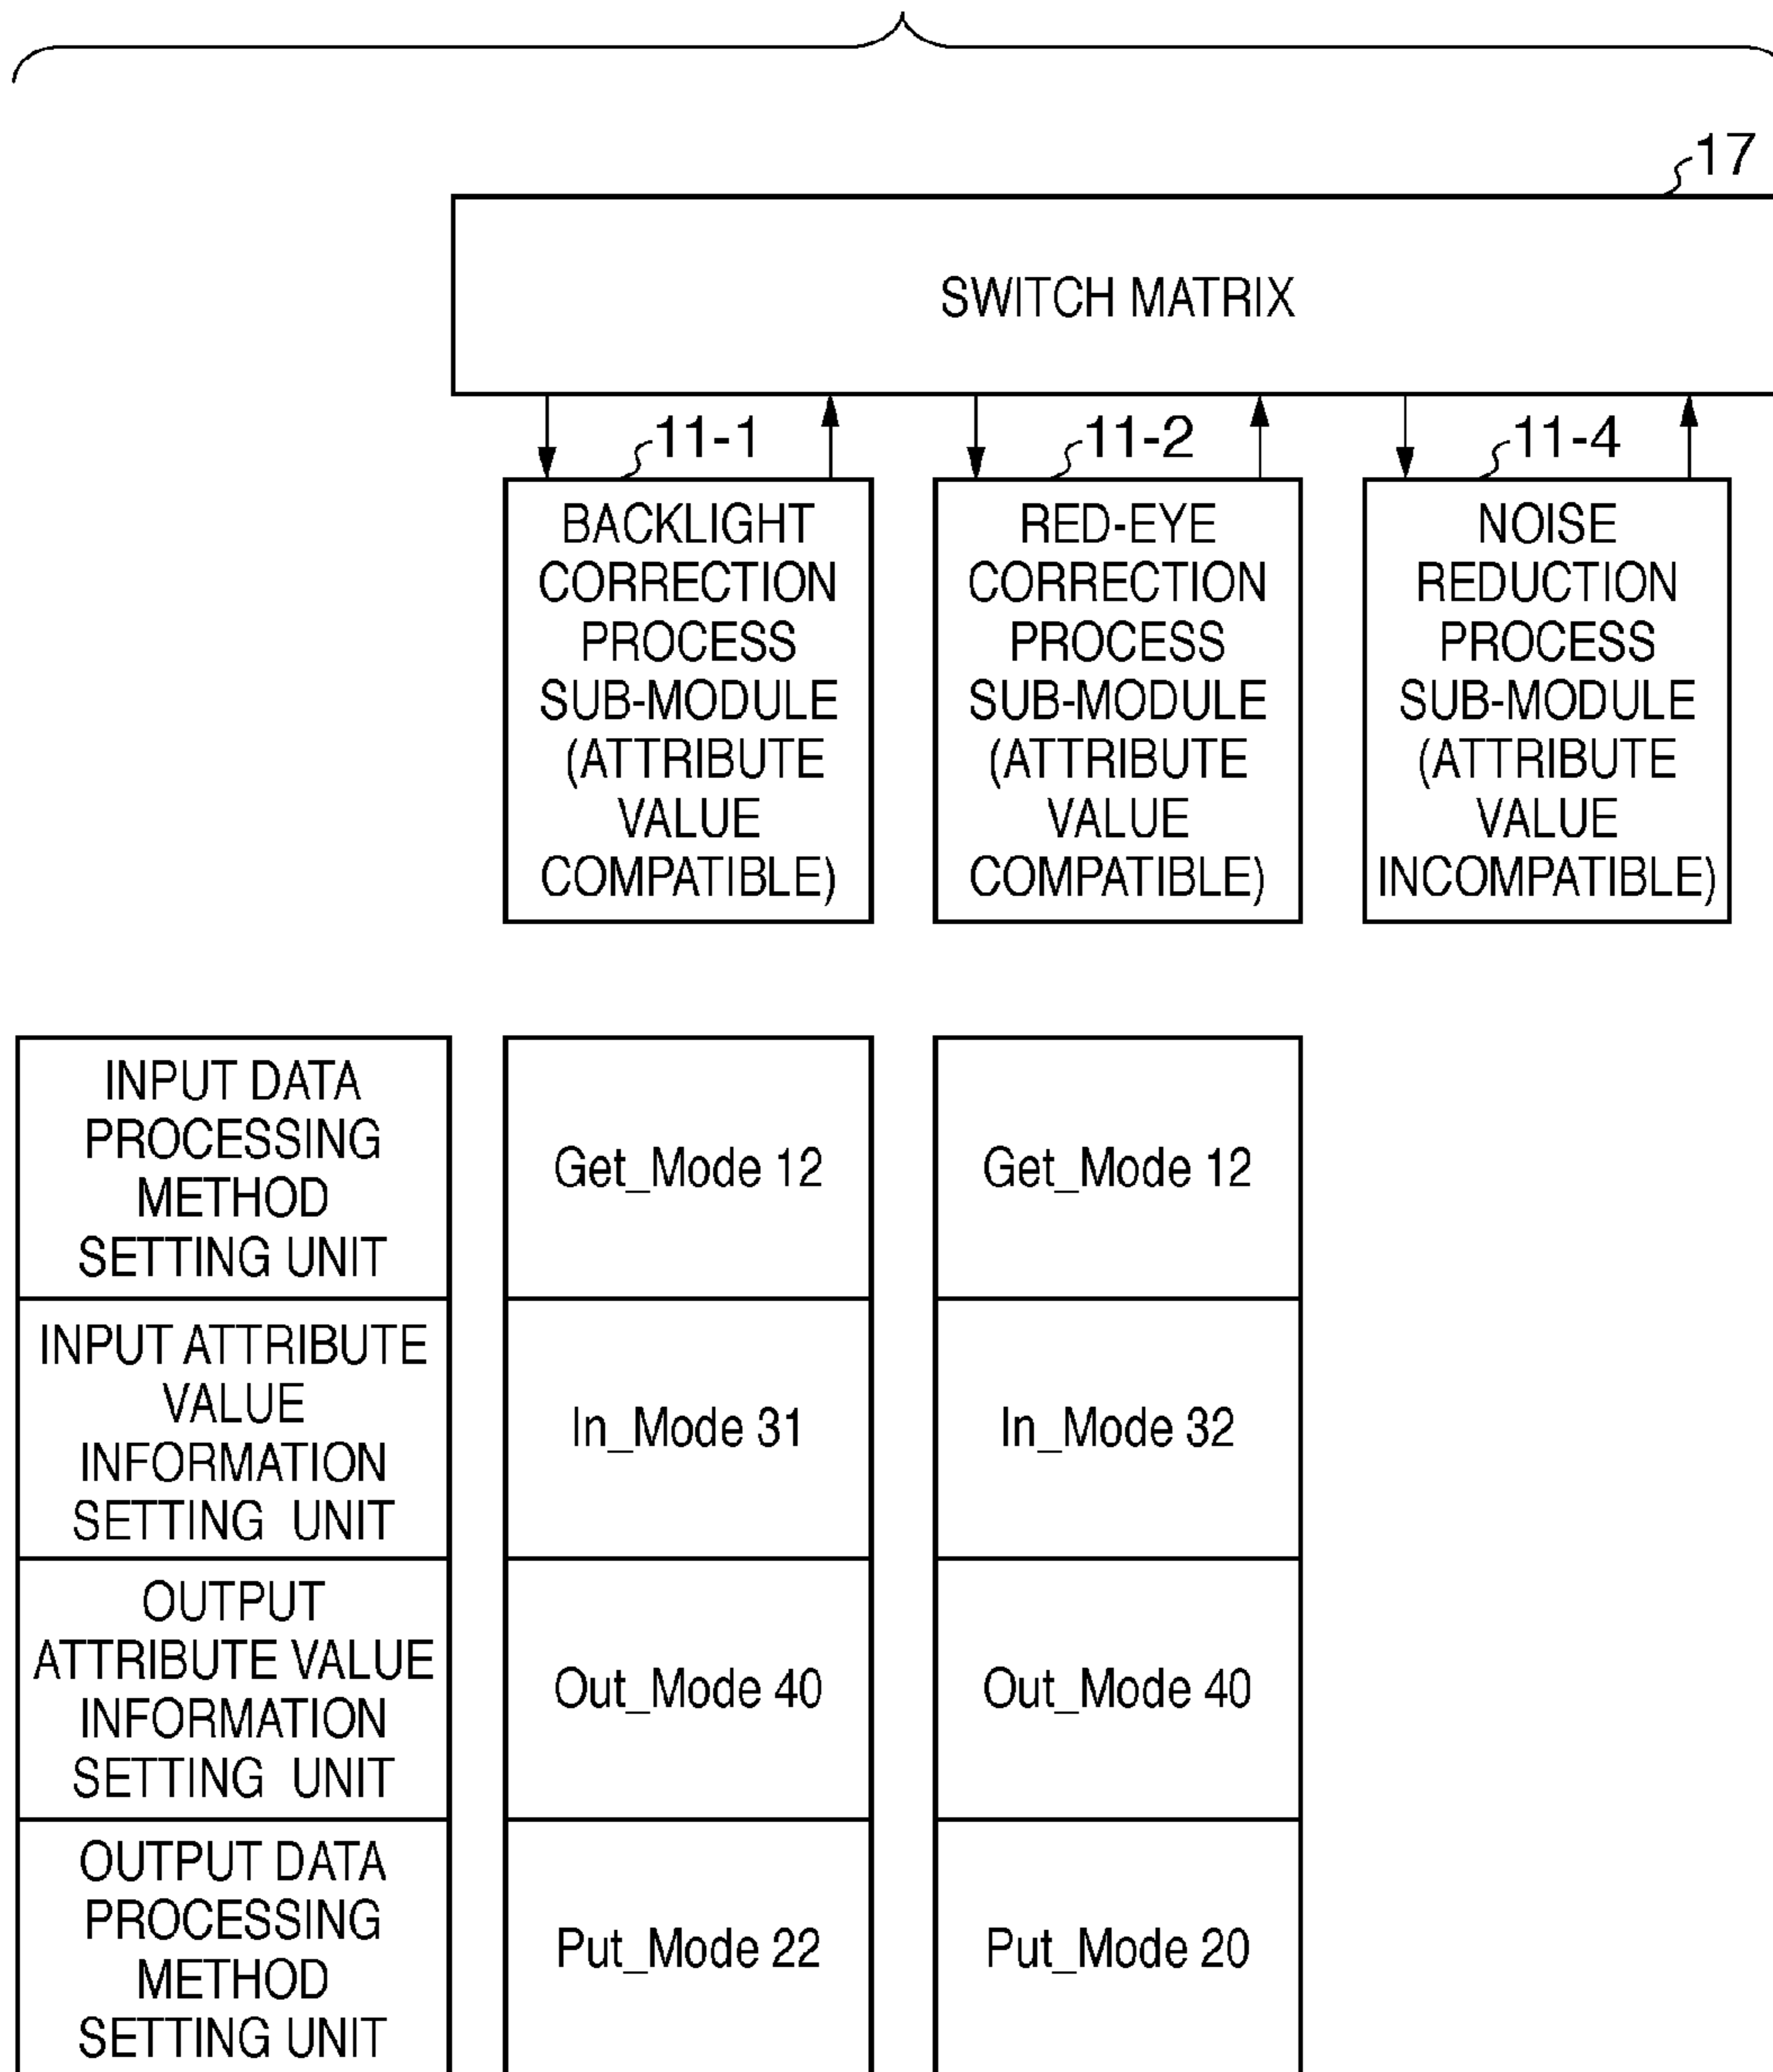 17
SWITCH MATRIX
11-1
11-2
11-4
BACKLIGHT
CORRECTION
PROCESS
SUB-MODULE
(ATTRIBUTE
VALUE
COMPATIBLE)
RED-EYE
CORRECTION
PROCESS
SUB-MODULE
(ATTRIBUTE
VALUE
COMPATIBLE)
NOISE
REDUCTION
PROCESS
SUB-MODULE
(ATTRIBUTE
VALUE
INCOMPATIBLE)
INPUT DATA
PROCESSING
METHOD
SETTING UNIT
Get_Mode 12
Get_Mode 12
INPUT ATTRIBUTE
VALUE
INFORMATION
SETTING UNIT
In_Mode 31
In_Mode 32
OUTPUT
ATTRIBUTE VALUE
INFORMATION
SETTING UNIT
Out_Mode 40
Out_Mode 40
OUTPUT DATA
PROCESSING
METHOD
SETTING UNIT
Put_Mode 22
Put_Mode 20